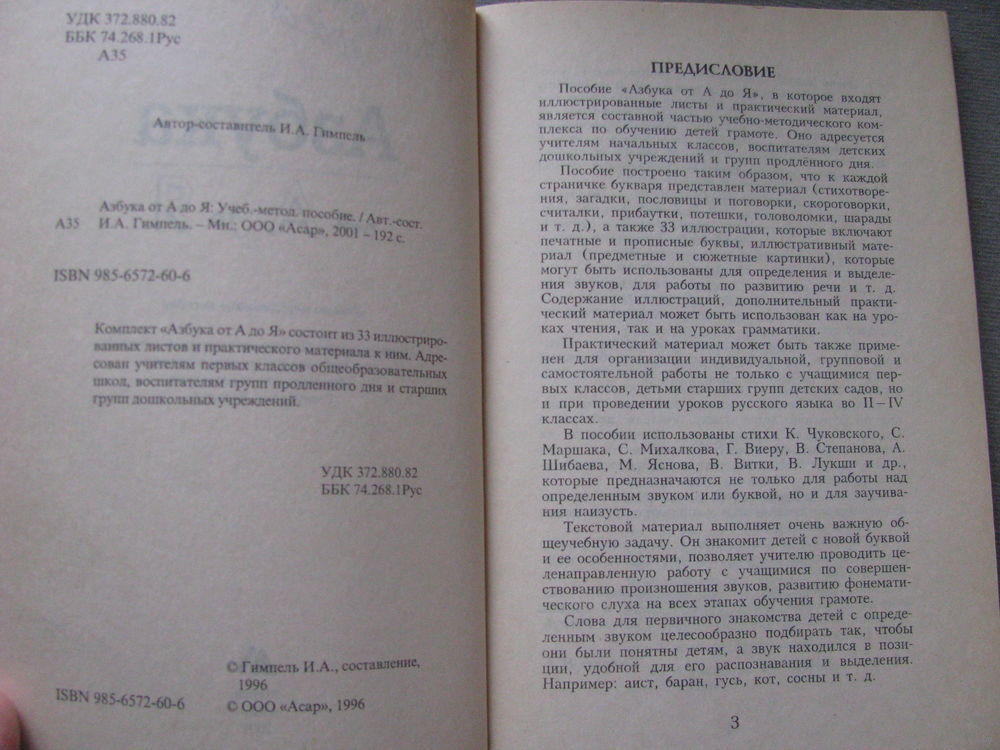 УДК 372.880.82
ББК 74.268.1Рус
А35
Автор-составитель И.А. Гимпель
Азбука от А до Я: Учеб.-метод. пособие. / Авт.-сост.
А35 И.А. Гимпель. – Мн.: ООО «Асар», 2001 – 192 с.
ISBN 985-6572-60-6
Комплект «Азбука от А до Я» состоит из 33 иллюстриро-
ванных листов и практического материала к ним. Адре-
сован учителям первых классов общеобразовательных
школ, воспитателям групп продленного дня и старших
групп дошкольных учреждений.
УДК 372.880.82
ББК 74.268.1Рус
© Гимпель И.А., составление,
1996
ISBN 985-6572-60-6 © ООО «Асар», 1996
ПРЕДИСЛОВИЕ
Пособие «Азбука от А до Я», в которое входят
иллюстрированные листы и практический материал,
является составной частью учебно-методического ком-
плекса по обучению детей грамоте. Оно адресуется
учителям начальных классов, воспитателям детских
дошкольных учреждений и групп продлённого дня.
Пособие построено таким образом, что к каждой
страничке букваря представлен материал (стихотворе-
ния, загадки, пословицы и поговорки, скороговорки,
считалки, прибаутки, потешки, головоломки, шарады
и т. д.), а также 33 иллюстрации, которые включают
печатные и прописные буквы, иллюстративный мате-
риал (предметные и сюжетные картинки), которые
могут быть использованы для определения и выделе-
ния звуков, для работы по развитию речи и т. д.
Содержание иллюстраций, дополнительный практи-
ческий материал может быть использован как на уро-
ках чтения, так и на уроках грамматики.
Практический материал может быть также приме-
нен для организации индивидуальной, групповой и
самостоятельной работы не только с учащимися пер-
вых классов, детьми старших групп детских садов, но
и при проведении уроков русского языка во II – IV
классах.
В пособии использованы стихи К. Чуковского, С.
Маршака, С. Михалкова, Г. Виеру, В. Степанова, А.
Шибаева, М. Яснова, В. Витки, В. Лукши и др.,
которые предназначаются не только для работы над
определенным звуком или буквой, но и для заучива-
ния наизусть.
Текстовой материал выполняет очень важную об-
щеучебную задачу. Он знакомит детей с новой буквой
и ее особенностями, позволяет учителю проводить це-
ленаправленную работу с учащимися по совершен-
ствованию произношения звуков, развитию фонемати-
ческого слуха на всех этапах обучения грамоте.
Слова для первичного знакомства детей с опреде-
ленным звуком целесообразно подбирать так, чтобы
они были понятны детям, а звук находился в пози-
ции, удобной для его распознавания и выделения.
Например: аист, баран, гусь, кот, сосны и т. д.
3